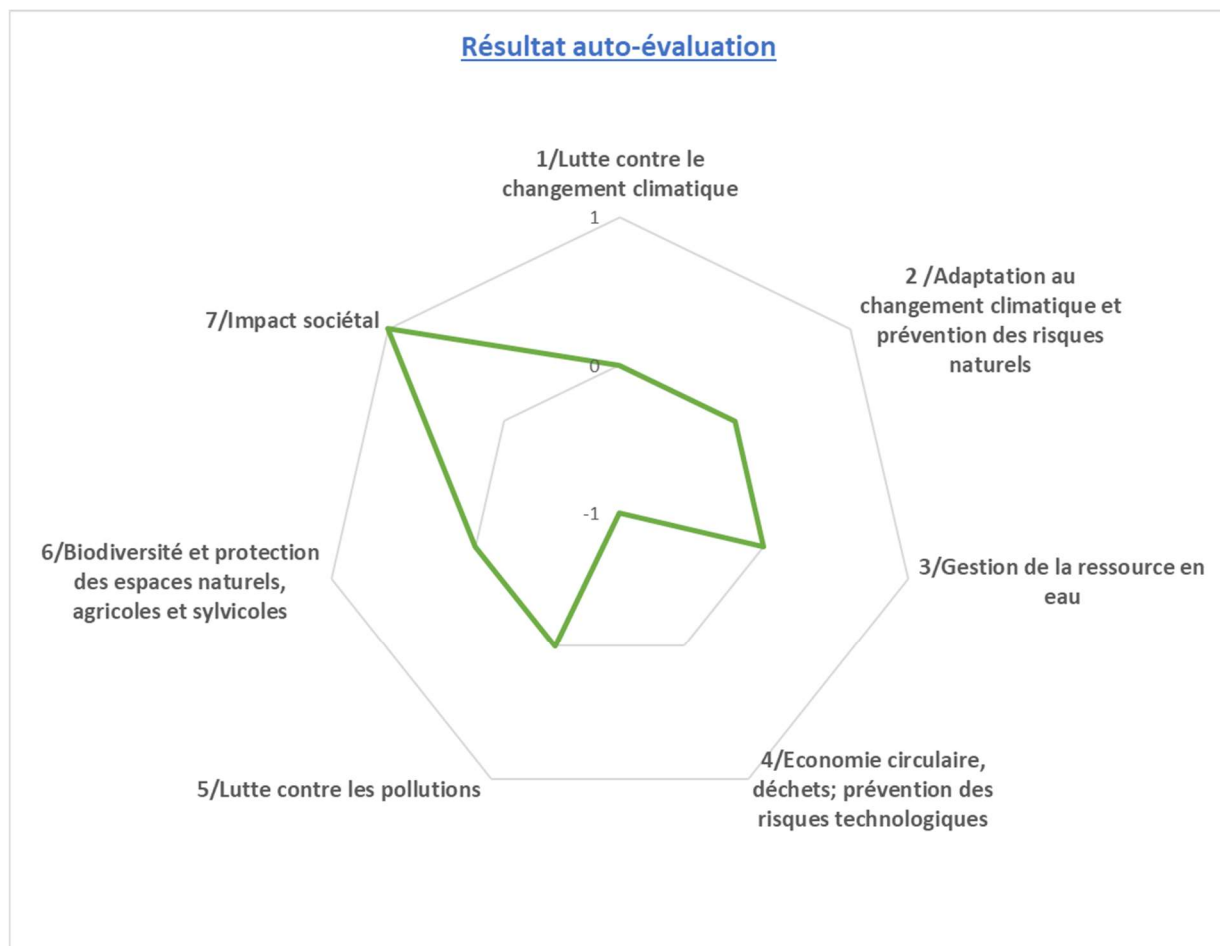 Résultat auto-évaluation
1/Lutte contre le
changement climatique
1
2 /Adaptation au
changement climatique et
prévention des risques
naturels
7/Impact sociétal
0
-1
6/Biodiversité et protection
des espaces naturels,
agricoles et sylvicoles
3/Gestion de la ressource en
eau
4/Economie circulaire,
déchets; prévention des
risques technologiques
5/Lutte contre les pollutions